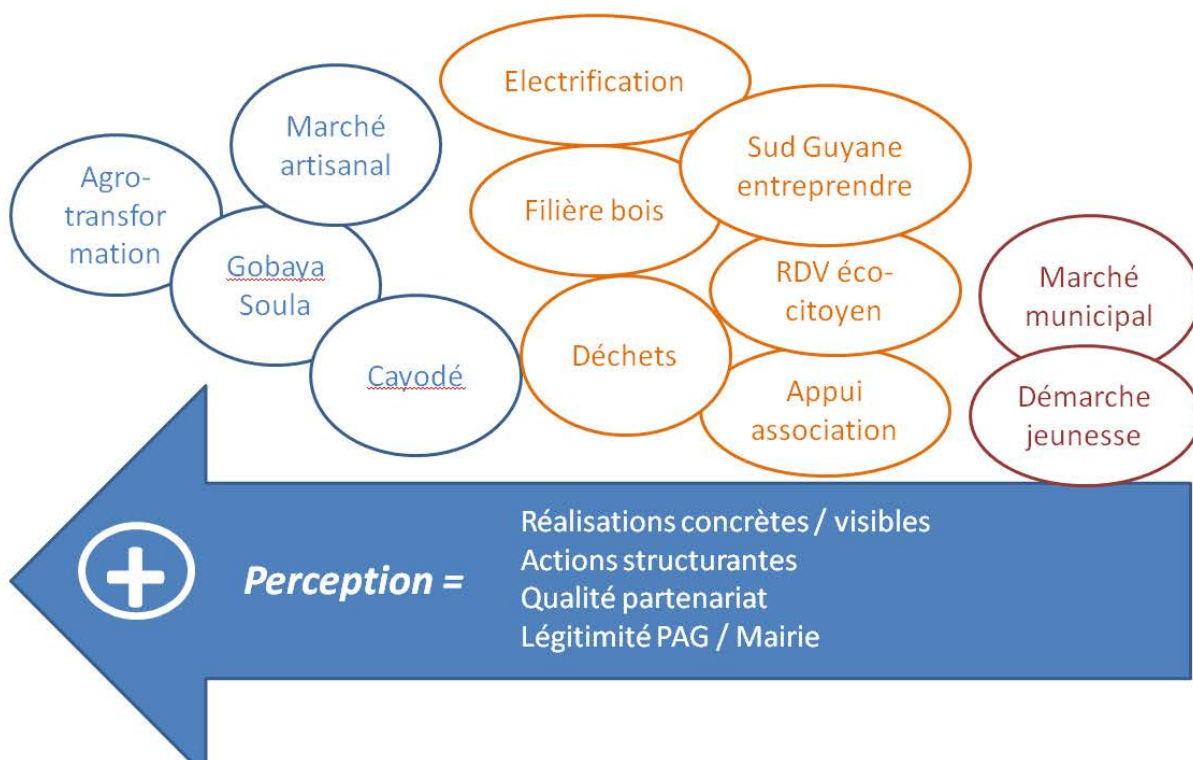 Electrification
Marché
artisanal
Sud Guyane
entreprendre
Agro-
transfor
mation
Filière bois
Gobaya
Soula
RDV éco-
citoyen
Marché
municipal
Déchets
Cayodé
Appui
association
Démarche
jeunesse
Réalisations concrètes / visibles
Actions structurantes
+
Perception =
Qualité partenariat
Légitimité PAG / Mairie